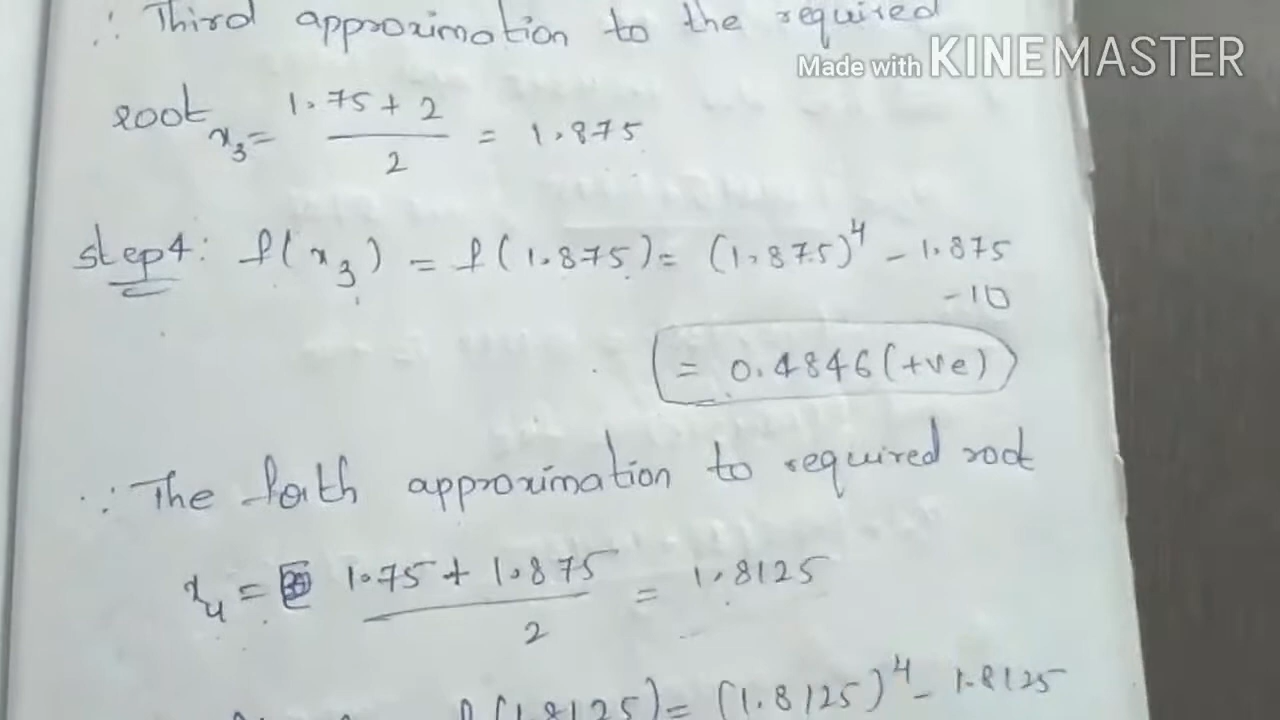 ∴ Third approximation to the required
Made with KINEMASTER
root x₃ = (1.75 + 2)/2 = 1.875
step4: f(x₃) = f(1.875) = (1.875)⁴ - 1.875
-10
= 0.4846 (+ve)
∴ The forth approximation to required root
x₄ = (1.75 + 1.875)/2 = 1.8125
f(1.8125) = (1.8125)⁴ - 1.8125